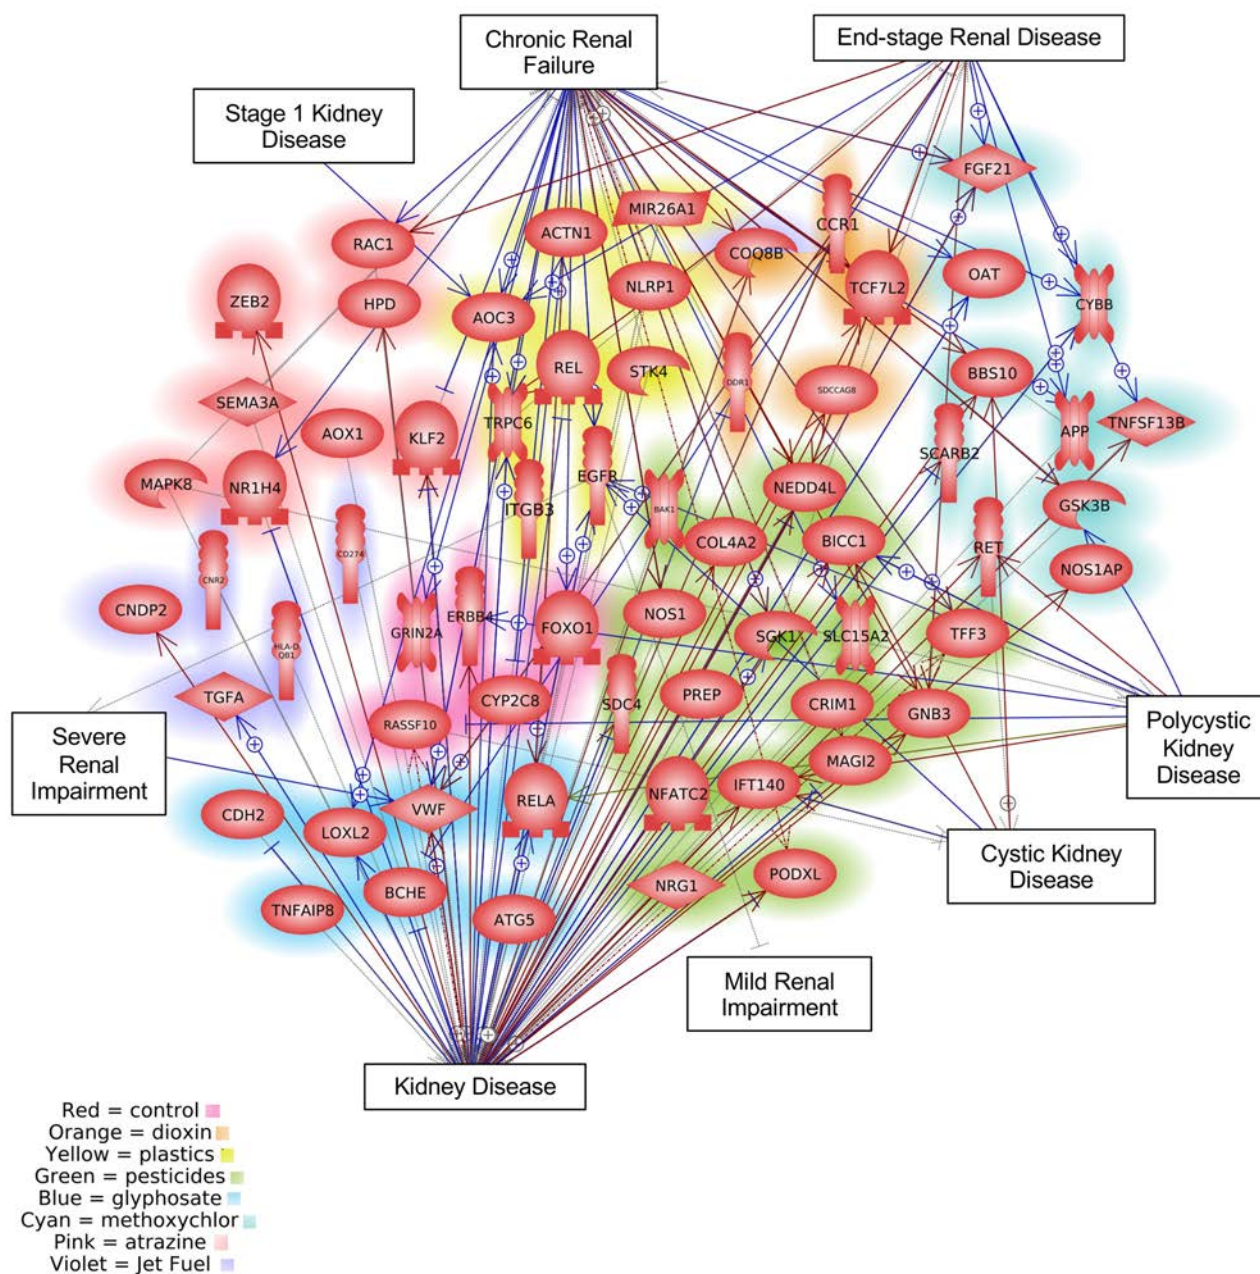 Chronic Renal
Failure
End-stage Renal Disease
Stage 1 Kidney
Disease
FGF21
MIR26A1
CCR1
RAC1
ACTN1
COQ8B
OAT
ZEB2
HPD
AOC3
NLRP1
TCF7L2
CYBB
REL
STK4
DDR1
SDCCAG8
BBS10
SEMA3A
AOX1
KLF2
TRPC6
APP
TNFSF13B
SCARB2
MAPK8
NR1H4
ITGB3
EGFR
BAK1
NEDD4L
GSK3B
CD274
COL4A2
BICC1
RET
NOS1AP
CNR2
CNDP2
HLA-D
QB1
GRIN2A
ERBB4
FOXO1
NOS1
SGK1
SLC15A2
TFF3
TGFA
RASSF10
CYP2C8
SDC4
PREP
CRIM1
GNB3
Severe
Renal
Impairment
Polycystic
Kidney
Disease
MAGI2
CDH2
LOXL2
VWF
RELA
NFATC2
IFT140
Cystic Kidney
Disease
TNFAIP8
BCHE
ATG5
NRG1
PODXL
Mild Renal
Impairment
Kidney Disease
Red = control
Orange = dioxin
Yellow = plastics
Green = pesticides
Blue = glyphosate
Cyan = methoxychlor
Pink = atrazine
Violet = Jet Fuel